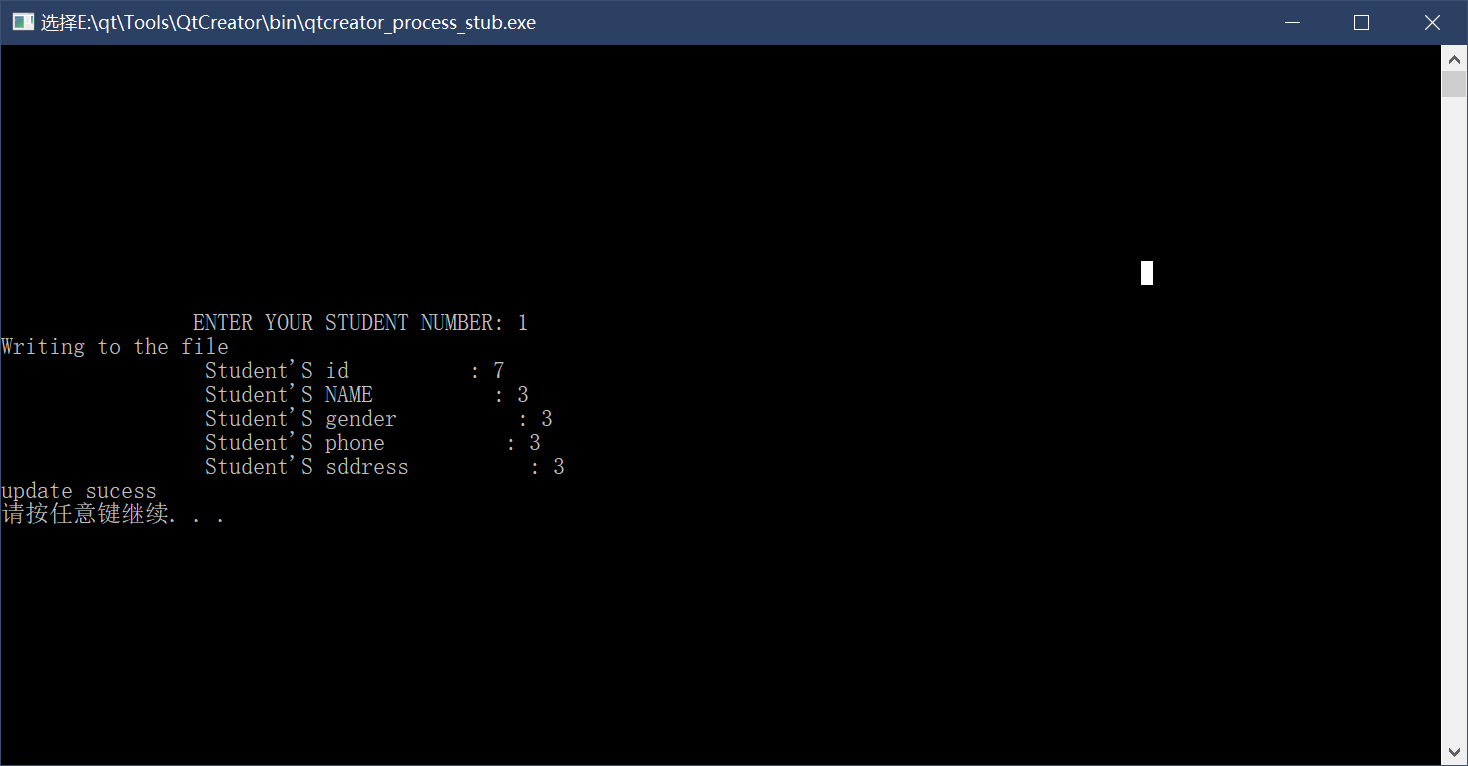 选择E:\qt\Tools\QtCreator\bin\qtcreator_process_stub.exe
ENTER YOUR STUDENT NUMBER: 1
Writing to the file
Student'S id          : 7
Student'S NAME          : 3
Student'S gender          : 3
Student'S phone          : 3
Student'S sddress          : 3
update sucess
请按任意键继续. . .